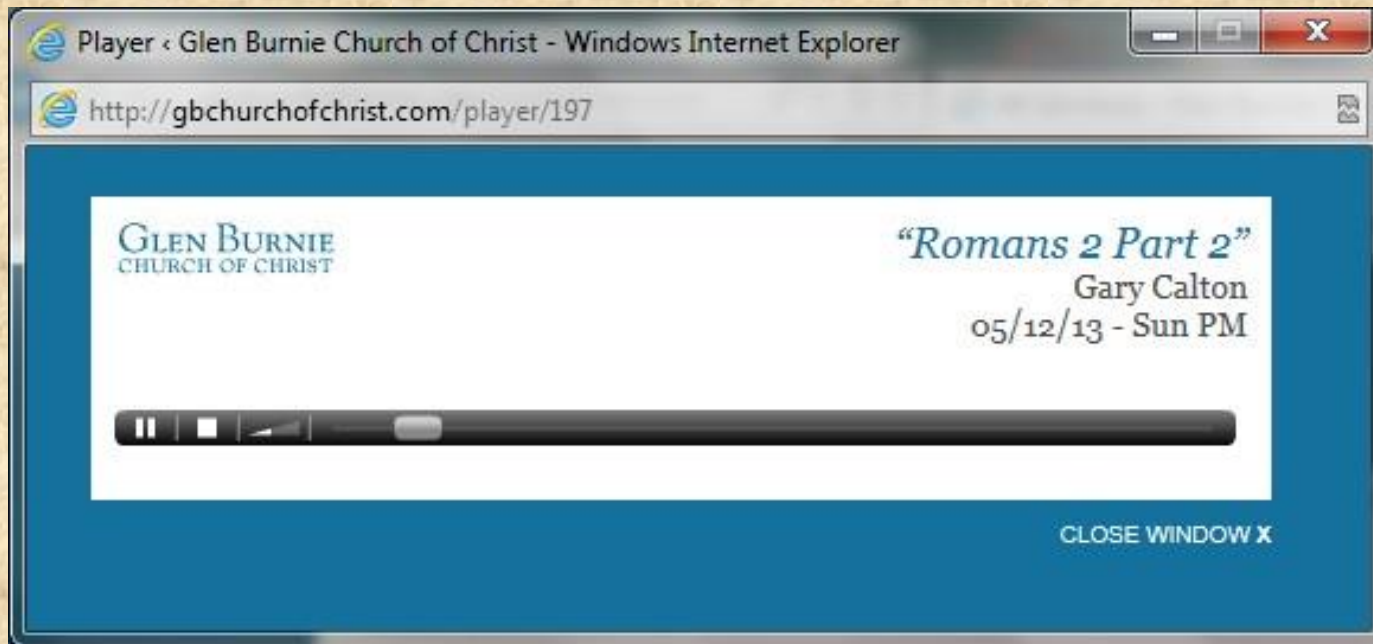 Player ‹ Glen Burnie Church of Christ - Windows Internet Explorer
http://gbchurchofchrist.com/player/197
GLEN BURNIE
CHURCH OF CHRIST
“Romans 2 Part 2”
Gary Calton
05/12/13 - Sun PM
CLOSE WINDOW X